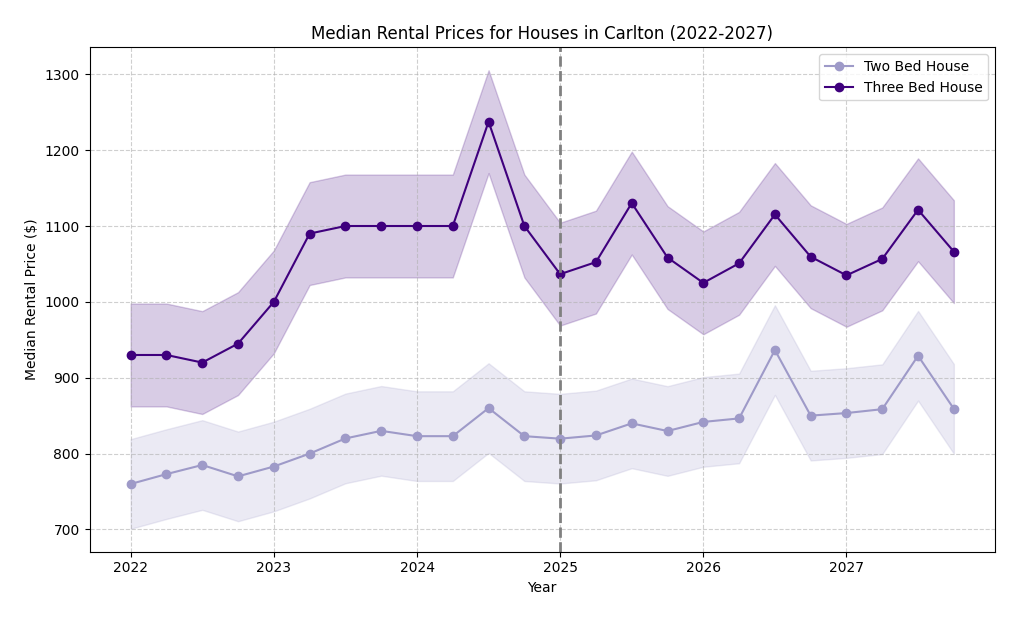 Median Rental Prices for Houses in Carlton (2022-2027)
Two Bed House
Three Bed House
Median Rental Price ($)
1300
1200
1100
1000
900
800
700
2022 2023 2024 2025 2026 2027
Year